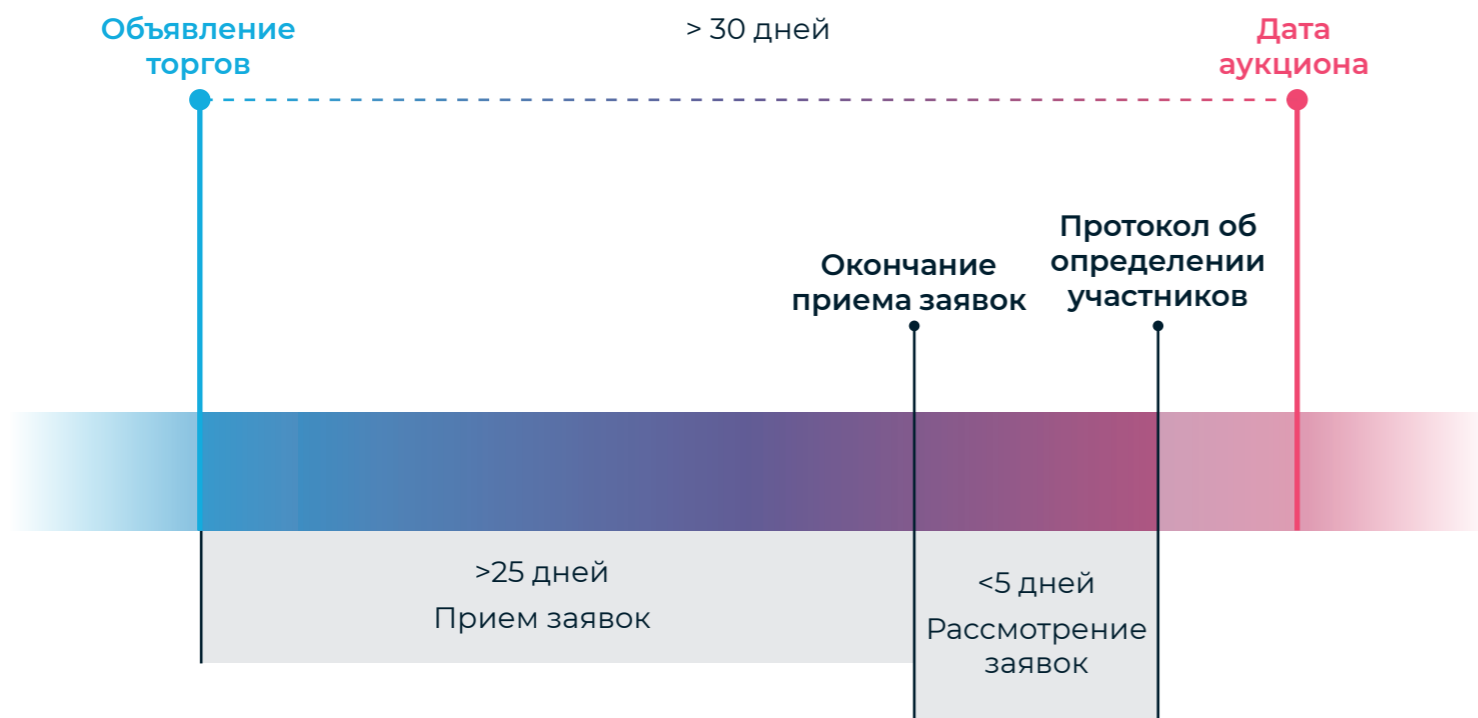 Объявление
торгов
> 30 дней
Дата
аукциона
Окончание
приема заявок
Протокол об
определении
участников
>25 дней
Прием заявок
<5 дней
Рассмотрение
заявок